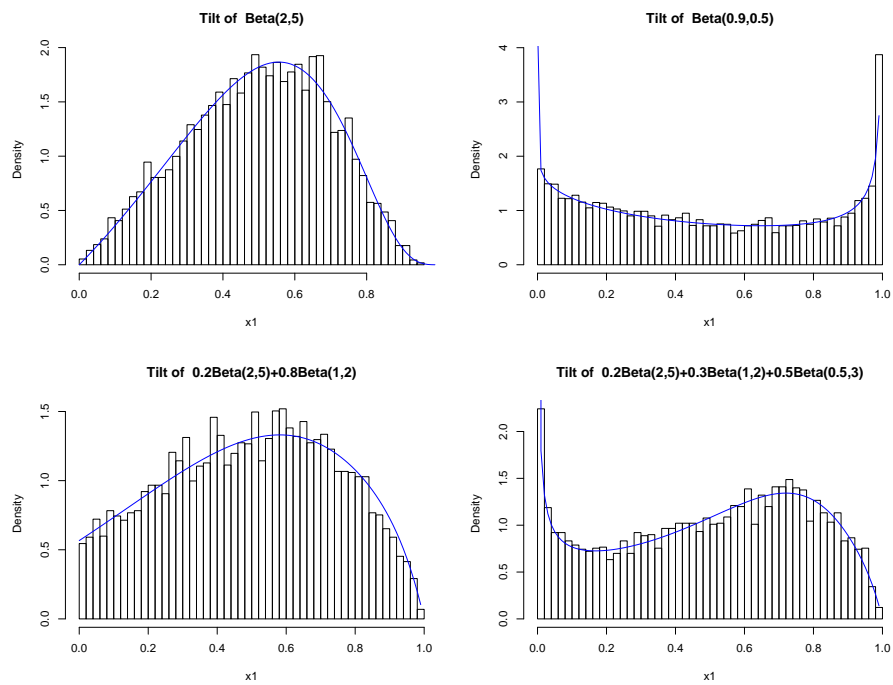 Tilt of Beta(2,5)
Density
0.0 0.5 1.0 1.5 2.0
0.0 0.2 0.4 0.6 0.8
x1
Tilt of Beta(0.9,0.5)
Density
0 1 2 3 4
0.0 0.2 0.4 0.6 0.8 1.0
x1
Tilt of 0.2Beta(2,5)+0.8Beta(1,2)
Density
0.0 0.5 1.0 1.5
0.0 0.2 0.4 0.6 0.8 1.0
x1
Tilt of 0.2Beta(2,5)+0.3Beta(1,2)+0.5Beta(0.5,3)
Density
0.0 0.5 1.0 1.5 2.0
0.0 0.2 0.4 0.6 0.8 1.0
x1